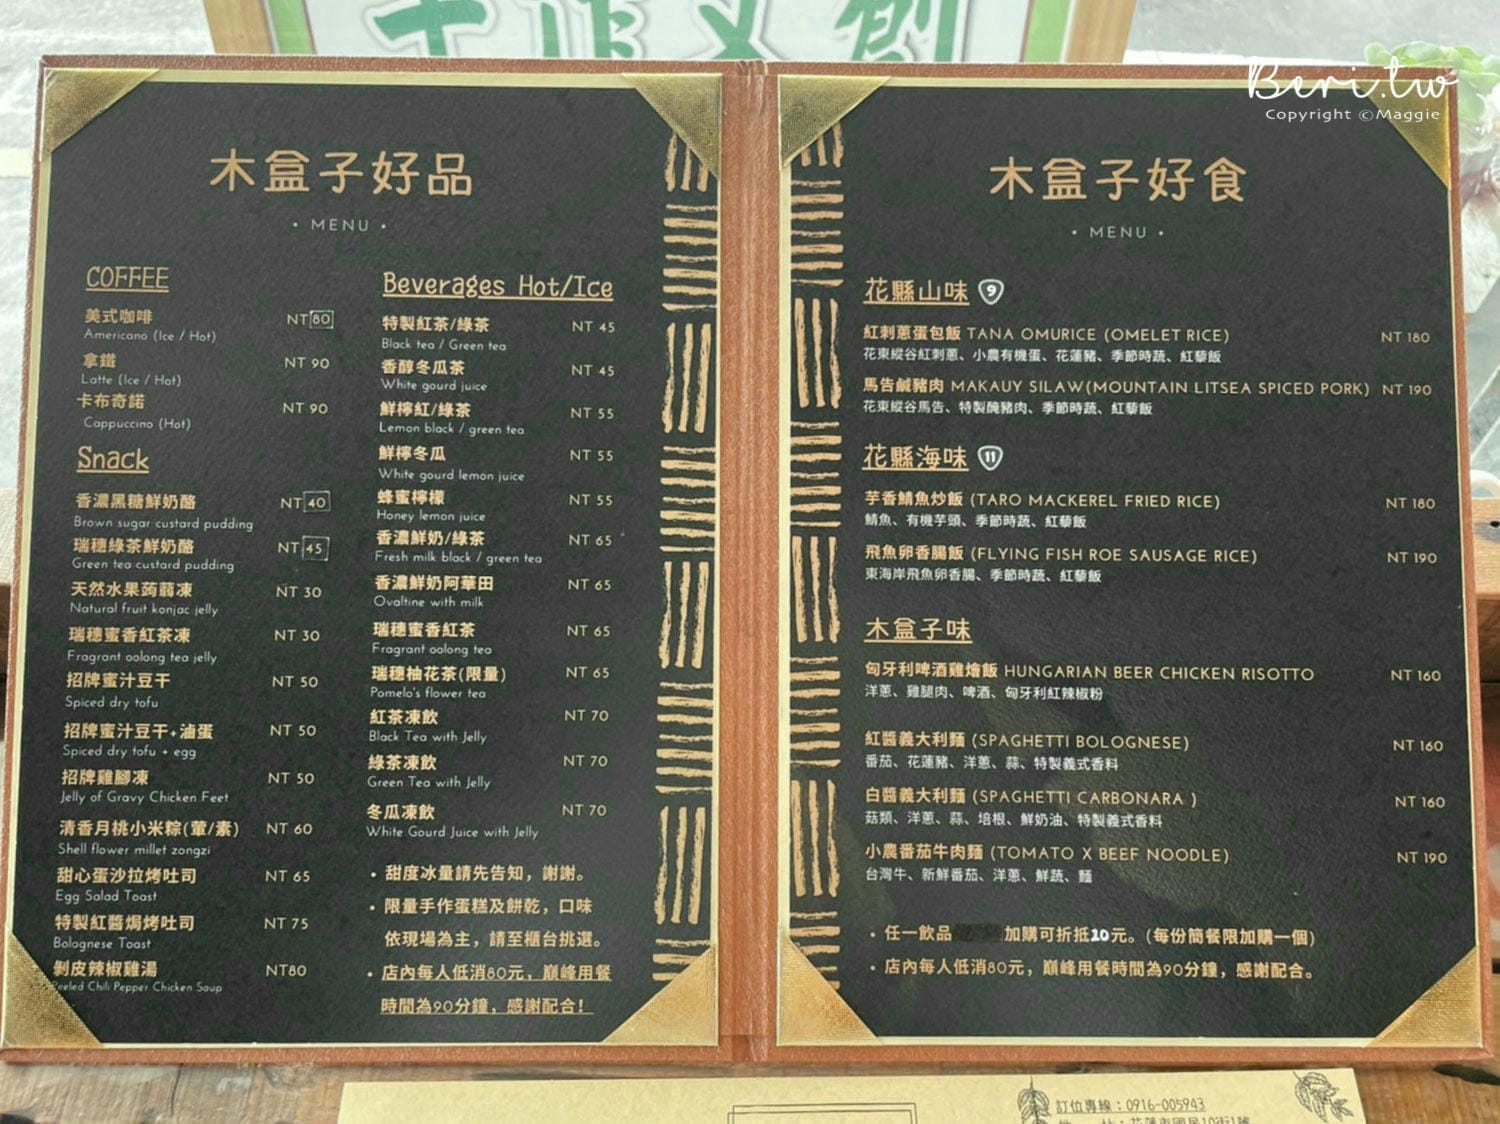 Beri.tw
Copyright ©Maggie
木盒子好品
• MENU •
COFFEE
美式咖啡 NT 80
Americano (Ice / Hot)
拿鐵 NT 90
Latte (Ice / Hot)
卡布奇諾 NT 90
Cappuccino (Hot)
Snack
香濃黑糖鮮奶酪 NT 40
Brown sugar custard pudding
瑞穗綠茶鮮奶酪 NT 45
Green tea custard pudding
天然水果蒟蒻凍 NT 30
Natural fruit konjac jelly
瑞穗蜜香紅茶凍 NT 30
Fragrant oolong tea jelly
招牌蜜汁豆干 NT 50
Spiced dry tofu
招牌蜜汁豆干+滷蛋 NT 50
Spiced dry tofu + egg
招牌雞腳凍 NT 50
Jelly of Gravy Chicken Feet
清香月桃小米粽(葷/素) NT 60
Shell flower millet zongzi
甜心蛋沙拉烤吐司 NT 65
Egg Salad Toast
特製紅醬焗烤吐司 NT 75
Bolognese Toast
剝皮辣椒雞湯 NT80
Peeled Chili Pepper Chicken Soup
Beverages Hot/Ice
特製紅茶/綠茶 NT 45
Black tea / Green tea
香醇冬瓜茶 NT 45
White gourd juice
鮮檸紅/綠茶 NT 55
Lemon black / green tea
鮮檸冬瓜 NT 55
White gourd lemon juice
蜂蜜檸檬 NT 55
Honey lemon juice
香濃鮮奶/綠茶 NT 65
Fresh milk black / green tea
香濃鮮奶阿華田 NT 65
Ovaltine with milk
瑞穗蜜香紅茶 NT 65
Fragrant oolong tea
瑞穗柚花茶(限量) NT 65
Pomelo's flower tea
紅茶凍飲 NT 70
Black Tea with Jelly
綠茶凍飲 NT 70
Green Tea with Jelly
冬瓜凍飲 NT 70
White Gourd Juice with Jelly
• 甜度冰量請先告知，謝謝。
• 限量手作蛋糕及餅乾，口味
依現場為主，請至櫃台挑選。
• 店內每人低消80元，巔峰用餐
時間為90分鐘，感謝配合！
木盒子好食
• MENU •
花縣山味 9
紅刺蔥蛋包飯 TANA OMURICE (OMELET RICE) NT 180
花東縱谷紅刺蔥、小農有機蛋、花蓮豬、季節時蔬、紅藜飯
馬告鹹豬肉 MAKAUY SILAW(MOUNTAIN LITSEA SPICED PORK) NT 190
花東縱谷馬告、特製醃豬肉、季節時蔬、紅藜飯
花縣海味 11
芋香鯖魚炒飯 (TARO MACKEREL FRIED RICE) NT 180
鯖魚、有機芋頭、季節時蔬、紅藜飯
飛魚卵香腸飯 (FLYING FISH ROE SAUSAGE RICE) NT 190
東海岸飛魚卵香腸、季節時蔬、紅藜飯
木盒子味
匈牙利啤酒雞燴飯 HUNGARIAN BEER CHICKEN RISOTTO NT 160
洋蔥、雞腿肉、啤酒、匈牙利紅辣椒粉
紅醬義大利麵 (SPAGHETTI BOLOGNESE) NT 160
番茄、花蓮豬、洋蔥、蒜、特製義式香料
白醬義大利麵 (SPAGHETTI CARBONARA ) NT 160
菇類、洋蔥、蒜、培根、鮮奶油、特製義式香料
小農番茄牛肉麵 (TOMATO X BEEF NOODLE) NT 190
台灣牛、新鮮番茄、洋蔥、鮮蔬、麵
• 任一飲品 加購可折抵10元。(每份簡餐限加購一個)
• 店內每人低消80元，巔峰用餐時間為90分鐘，感謝配合。
訂位專線：0916-005943